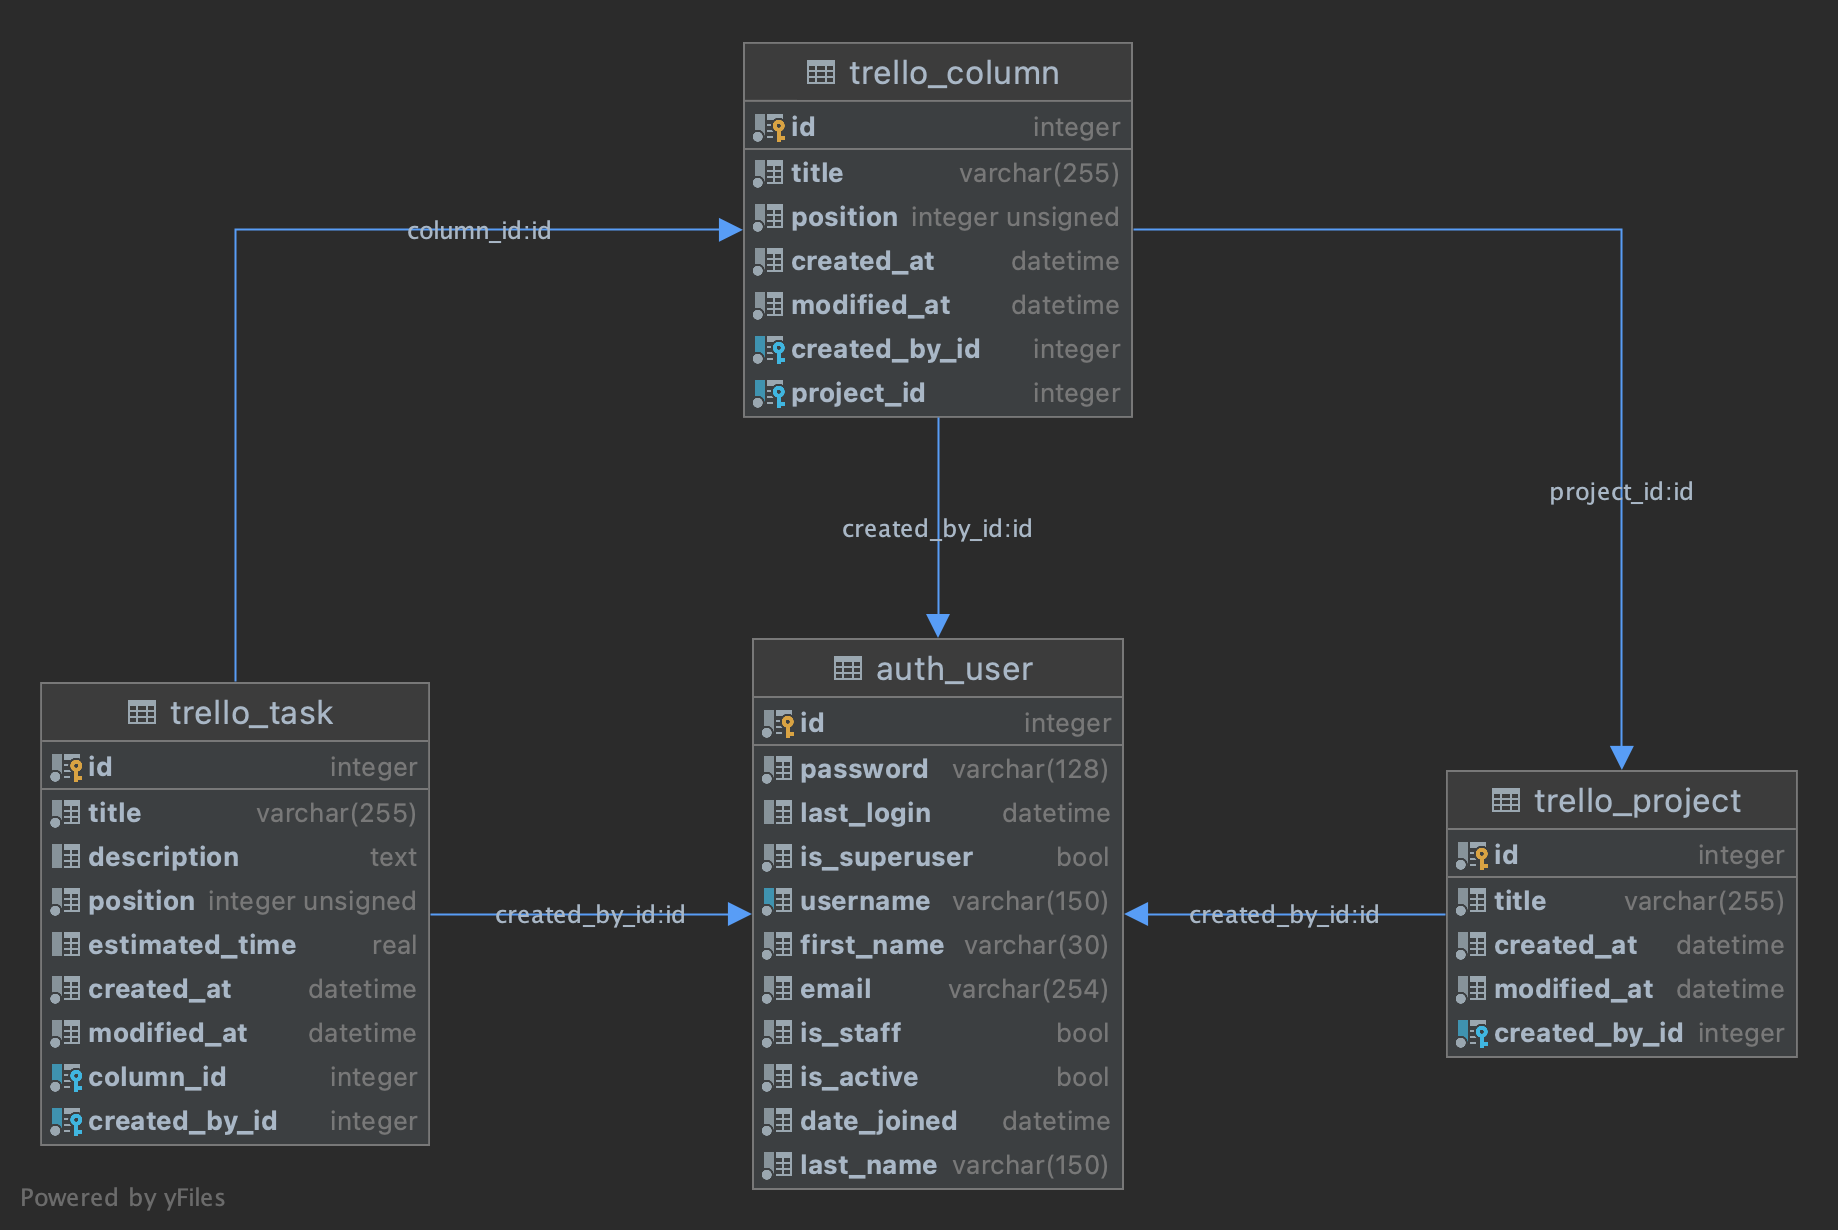 trello_column
id integer
title varchar(255)
position integer unsigned
created_at datetime
modified_at datetime
created_by_id integer
project_id integer
column_id:id
project_id:id
created_by_id:id
trello_task
id integer
title varchar(255)
description text
position integer unsigned
estimated_time real
created_at datetime
modified_at datetime
column_id integer
created_by_id integer
created_by_id:id
auth_user
id integer
password varchar(128)
last_login datetime
is_superuser bool
username varchar(150)
first_name varchar(30)
email varchar(254)
is_staff bool
is_active bool
date_joined datetime
last_name varchar(150)
created_by_id:id
trello_project
id integer
title varchar(255)
created_at datetime
modified_at datetime
created_by_id integer
Powered by yFiles